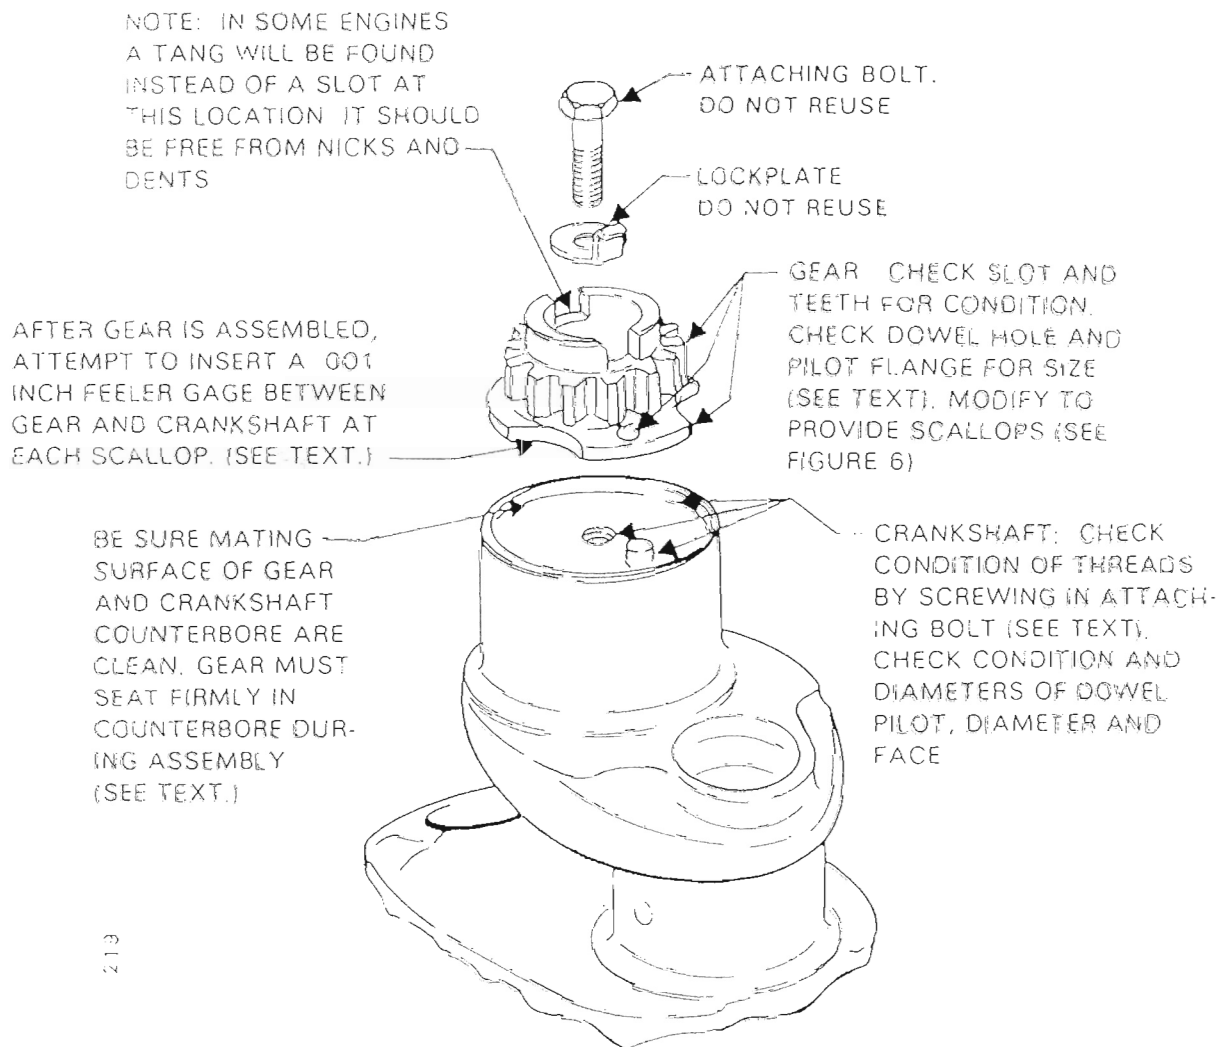 NOTE: IN SOME ENGINES
A TANG WILL BE FOUND
INSTEAD OF A SLOT AT
THIS LOCATION IT SHOULD
BE FREE FROM NICKS AND
DENTS
ATTACHING BOLT.
DO NOT REUSE
LOCKPLATE
DO NOT REUSE
GEAR CHECK SLOT AND
TEETH FOR CONDITION.
CHECK DOWEL HOLE AND
PILOT FLANGE FOR SIZE
(SEE TEXT). MODIFY TO
PROVIDE SCALLOPS (SEE
FIGURE 6)
AFTER GEAR IS ASSEMBLED,
ATTEMPT TO INSERT A 001
INCH FEELER GAGE BETWEEN
GEAR AND CRANKSHAFT AT
EACH SCALLOP. (SEE TEXT.)
BE SURE MATING
SURFACE OF GEAR
AND CRANKSHAFT
COUNTERBORE ARE
CLEAN. GEAR MUST
SEAT FIRMLY IN
COUNTERBORE DUR-
ING ASSEMBLY
(SEE TEXT.)
CRANKSHAFT: CHECK
CONDITION OF THREADS
BY SCREWING IN ATTACH-
ING BOLT (SEE TEXT).
CHECK CONDITION AND
DIAMETERS OF DOWEL
PILOT, DIAMETER AND
FACE
219